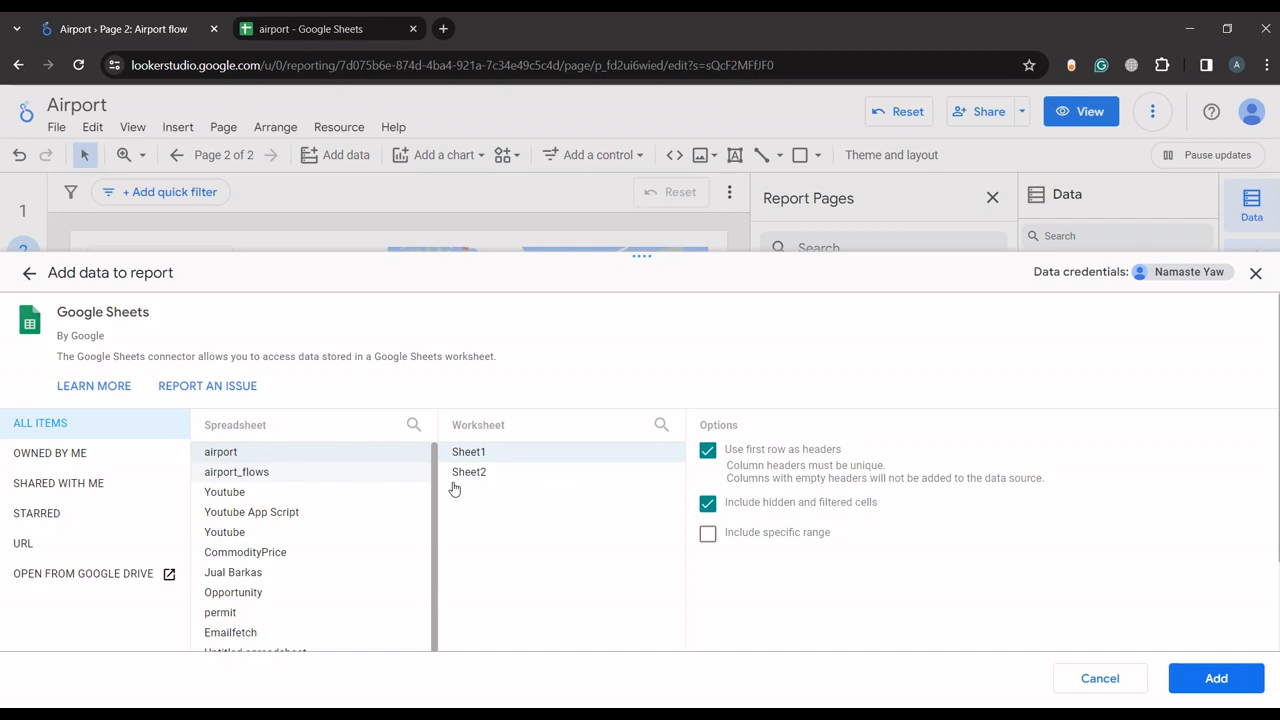 Airport › Page 2: Airport flow
airport - Google Sheets
lookerstudio.google.com/u/0/reporting/7d075b6e-874d-4ba4-921a-7c34e49c5c4d/page/p_fd2ui6wied/edit?s=sQcF2MFfJF0
A
Airport
Reset
Share
View
File Edit View Insert Page Arrange Resource Help
Page 2 of 2
Add data
Add a chart
Add a control
Theme and layout
Pause updates
1
+ Add quick filter
Reset
Report Pages
Data
Data
2
Search
Search
Add data to report
Data credentials: Namaste Yaw
Google Sheets
By Google
The Google Sheets connector allows you to access data stored in a Google Sheets worksheet.
LEARN MORE REPORT AN ISSUE
ALL ITEMS
OWNED BY ME
SHARED WITH ME
STARRED
URL
OPEN FROM GOOGLE DRIVE
Spreadsheet
airport
airport_flows
Youtube
Youtube App Script
Youtube
CommodityPrice
Jual Barkas
Opportunity
permit
Emailfetch
Untitled spreadsheet
Worksheet
Sheet1
Sheet2
Options
Use first row as headers
Column headers must be unique.
Columns with empty headers will not be added to the data source.
Include hidden and filtered cells
Include specific range
Cancel
Add